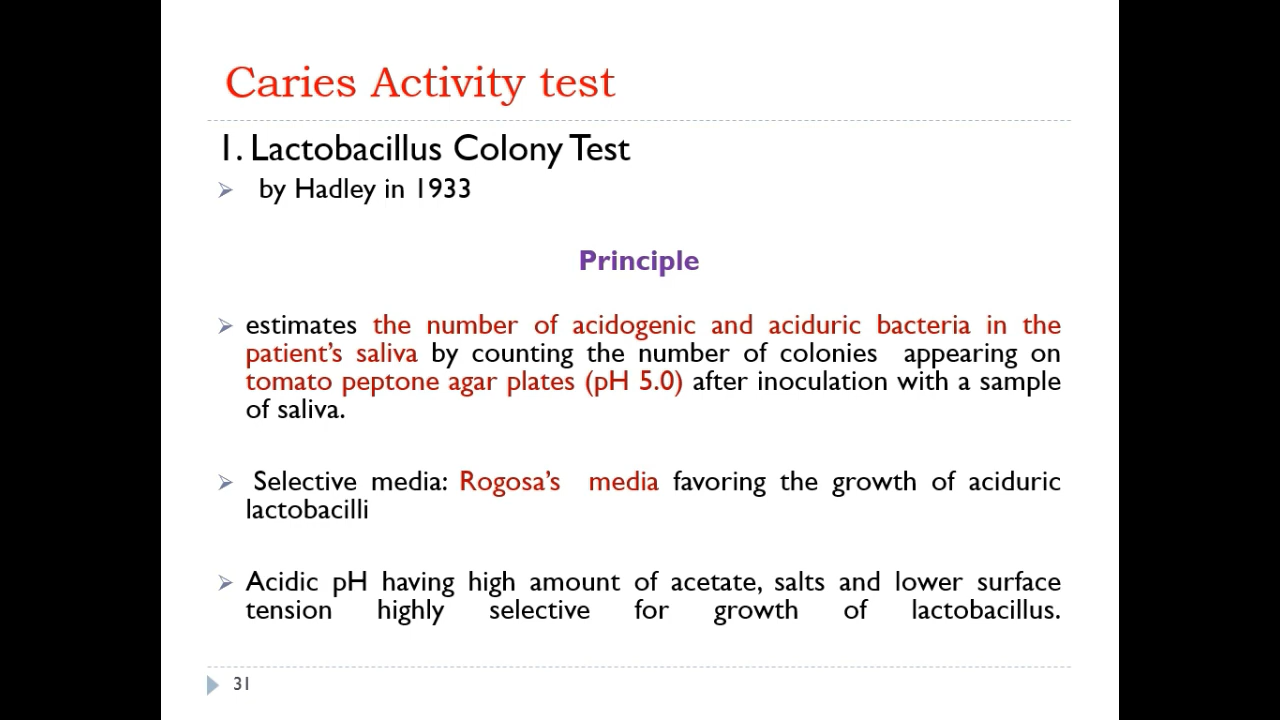 Caries Activity test
1. Lactobacillus Colony Test
by Hadley in 1933
Principle
estimates the number of acidogenic and aciduric bacteria in the
patient's saliva by counting the number of colonies appearing on
tomato peptone agar plates (pH 5.0) after inoculation with a sample
of saliva.
Selective media: Rogosa's media favoring the growth of aciduric
lactobacilli
Acidic pH having high amount of acetate, salts and lower surface
tension highly selective for growth of lactobacillus.
31